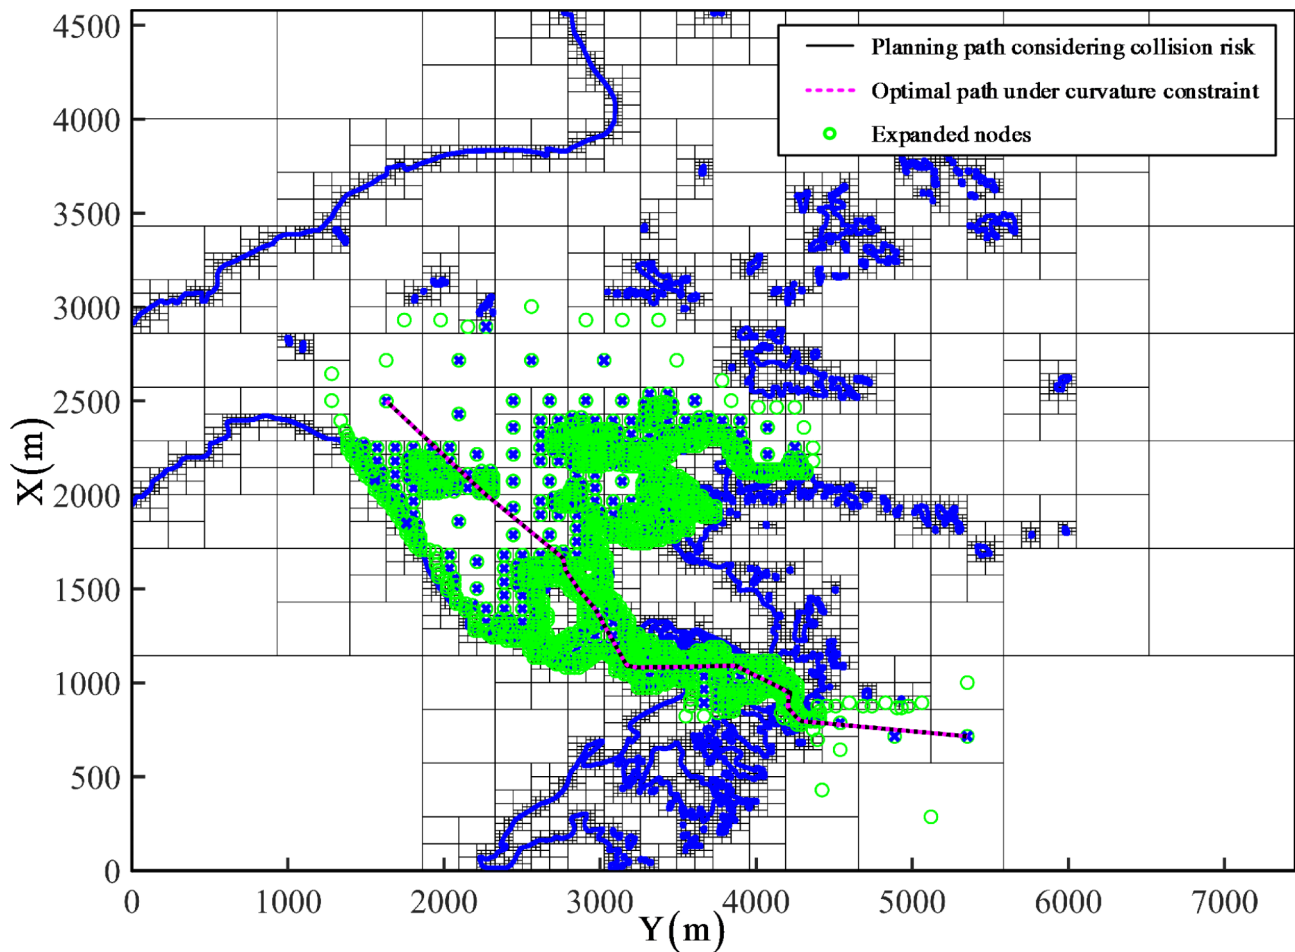 Planning path considering collision risk
Optimal path under curvature constraint
Expanded nodes
4500
4000
3500
3000
2500
2000
1500
1000
500
0
X(m)
0 1000 2000 3000 4000 5000 6000 7000
Y(m)